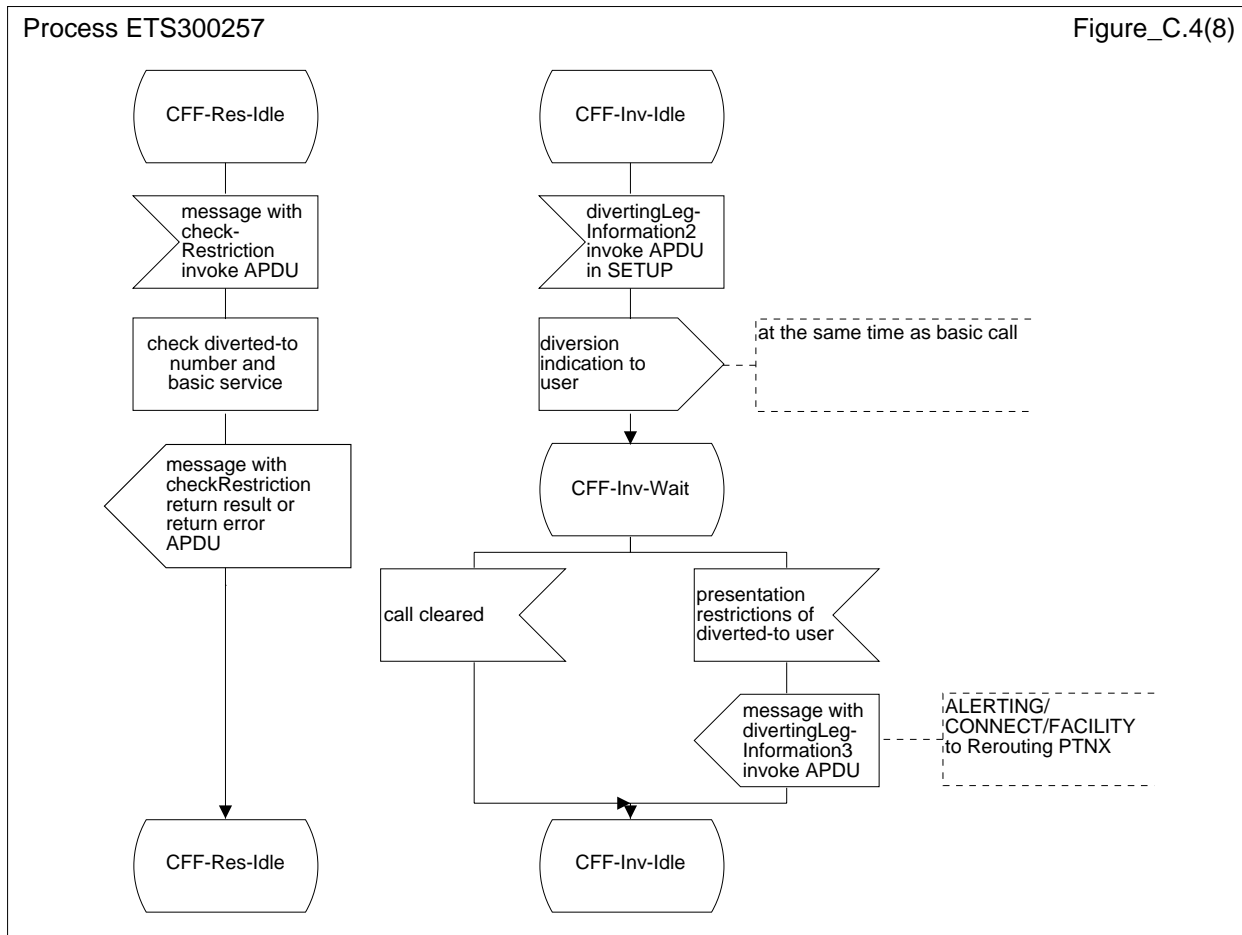 Process ETS300257
Figure_C.4(8)
CFF-Res-Idle
message with
check-
Restriction
invoke APDU
check diverted-to
number and
basic service
message with
checkRestriction
return result or
return error
APDU
CFF-Res-Idle
CFF-Inv-Idle
divertingLeg-
Information2
invoke APDU
in SETUP
diversion
indication to
user
at the same time as basic call
CFF-Inv-Wait
call cleared
presentation
restrictions of
diverted-to user
message with
divertingLeg-
Information3
invoke APDU
ALERTING/
CONNECT/FACILITY
to Rerouting PTNX
CFF-Inv-Idle